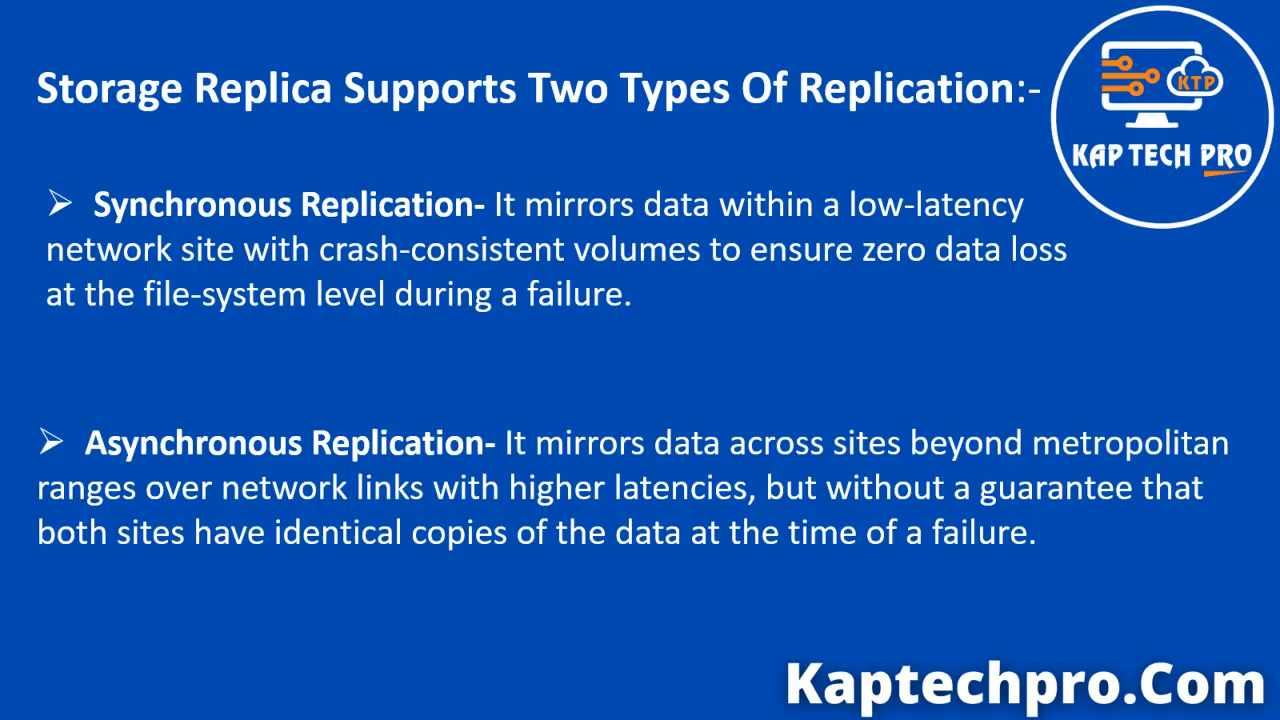 Storage Replica Supports Two Types Of Replication:-
KTP
KAP TECH PRO
➢ Synchronous Replication- It mirrors data within a low-latency
network site with crash-consistent volumes to ensure zero data loss
at the file-system level during a failure.
➢ Asynchronous Replication- It mirrors data across sites beyond metropolitan
ranges over network links with higher latencies, but without a guarantee that
both sites have identical copies of the data at the time of a failure.
Kaptechpro.Com